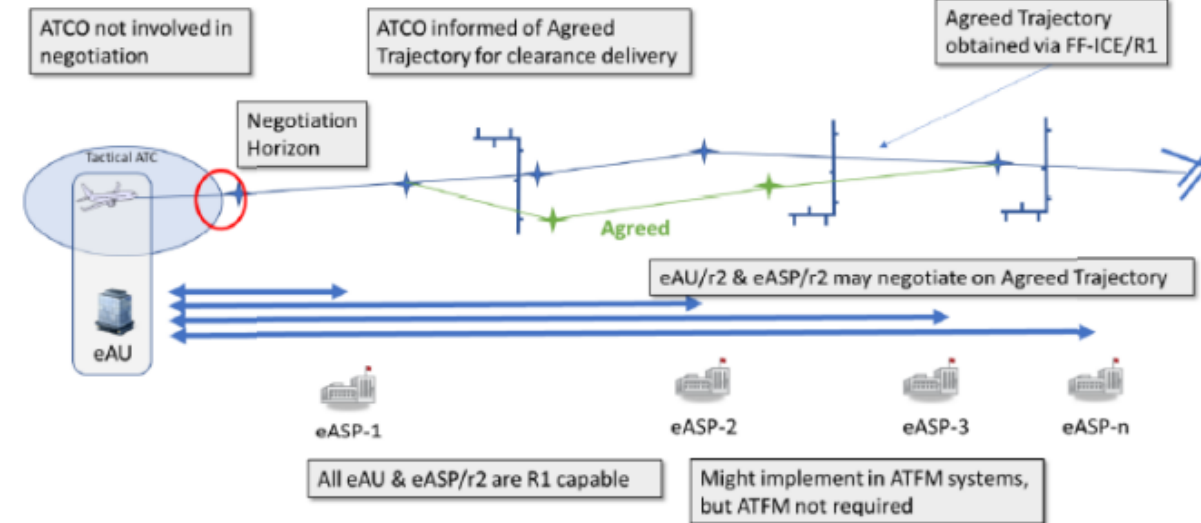 ATCO not involved in
negotiation
ATCO informed of Agreed
Trajectory for clearance delivery
Agreed Trajectory
obtained via FF-ICE/R1
Negotiation
Horizon
Tactical ATC
Agreed
eAU/r2 & eASP/r2 may negotiate on Agreed Trajectory
eAU
eASP-1
eASP-2
eASP-3
eASP-n
All eAU & eASP/r2 are R1 capable
Might implement in ATFM systems,
but ATFM not required